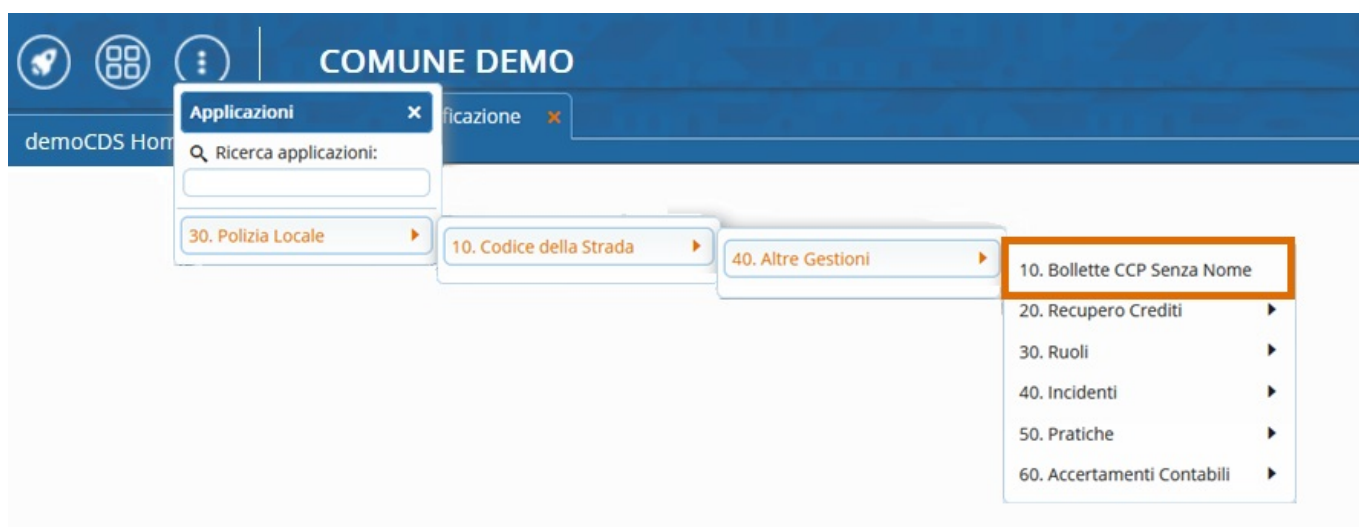 COMUNE DEMO
Applicazioni
ficazione
demoCDS Hom
Ricerca applicazioni:
30. Polizia Locale
10. Codice della Strada
40. Altre Gestioni
10. Bollette CCP Senza Nome
20. Recupero Crediti
30. Ruoli
40. Incidenti
50. Pratiche
60. Accertamenti Contabili